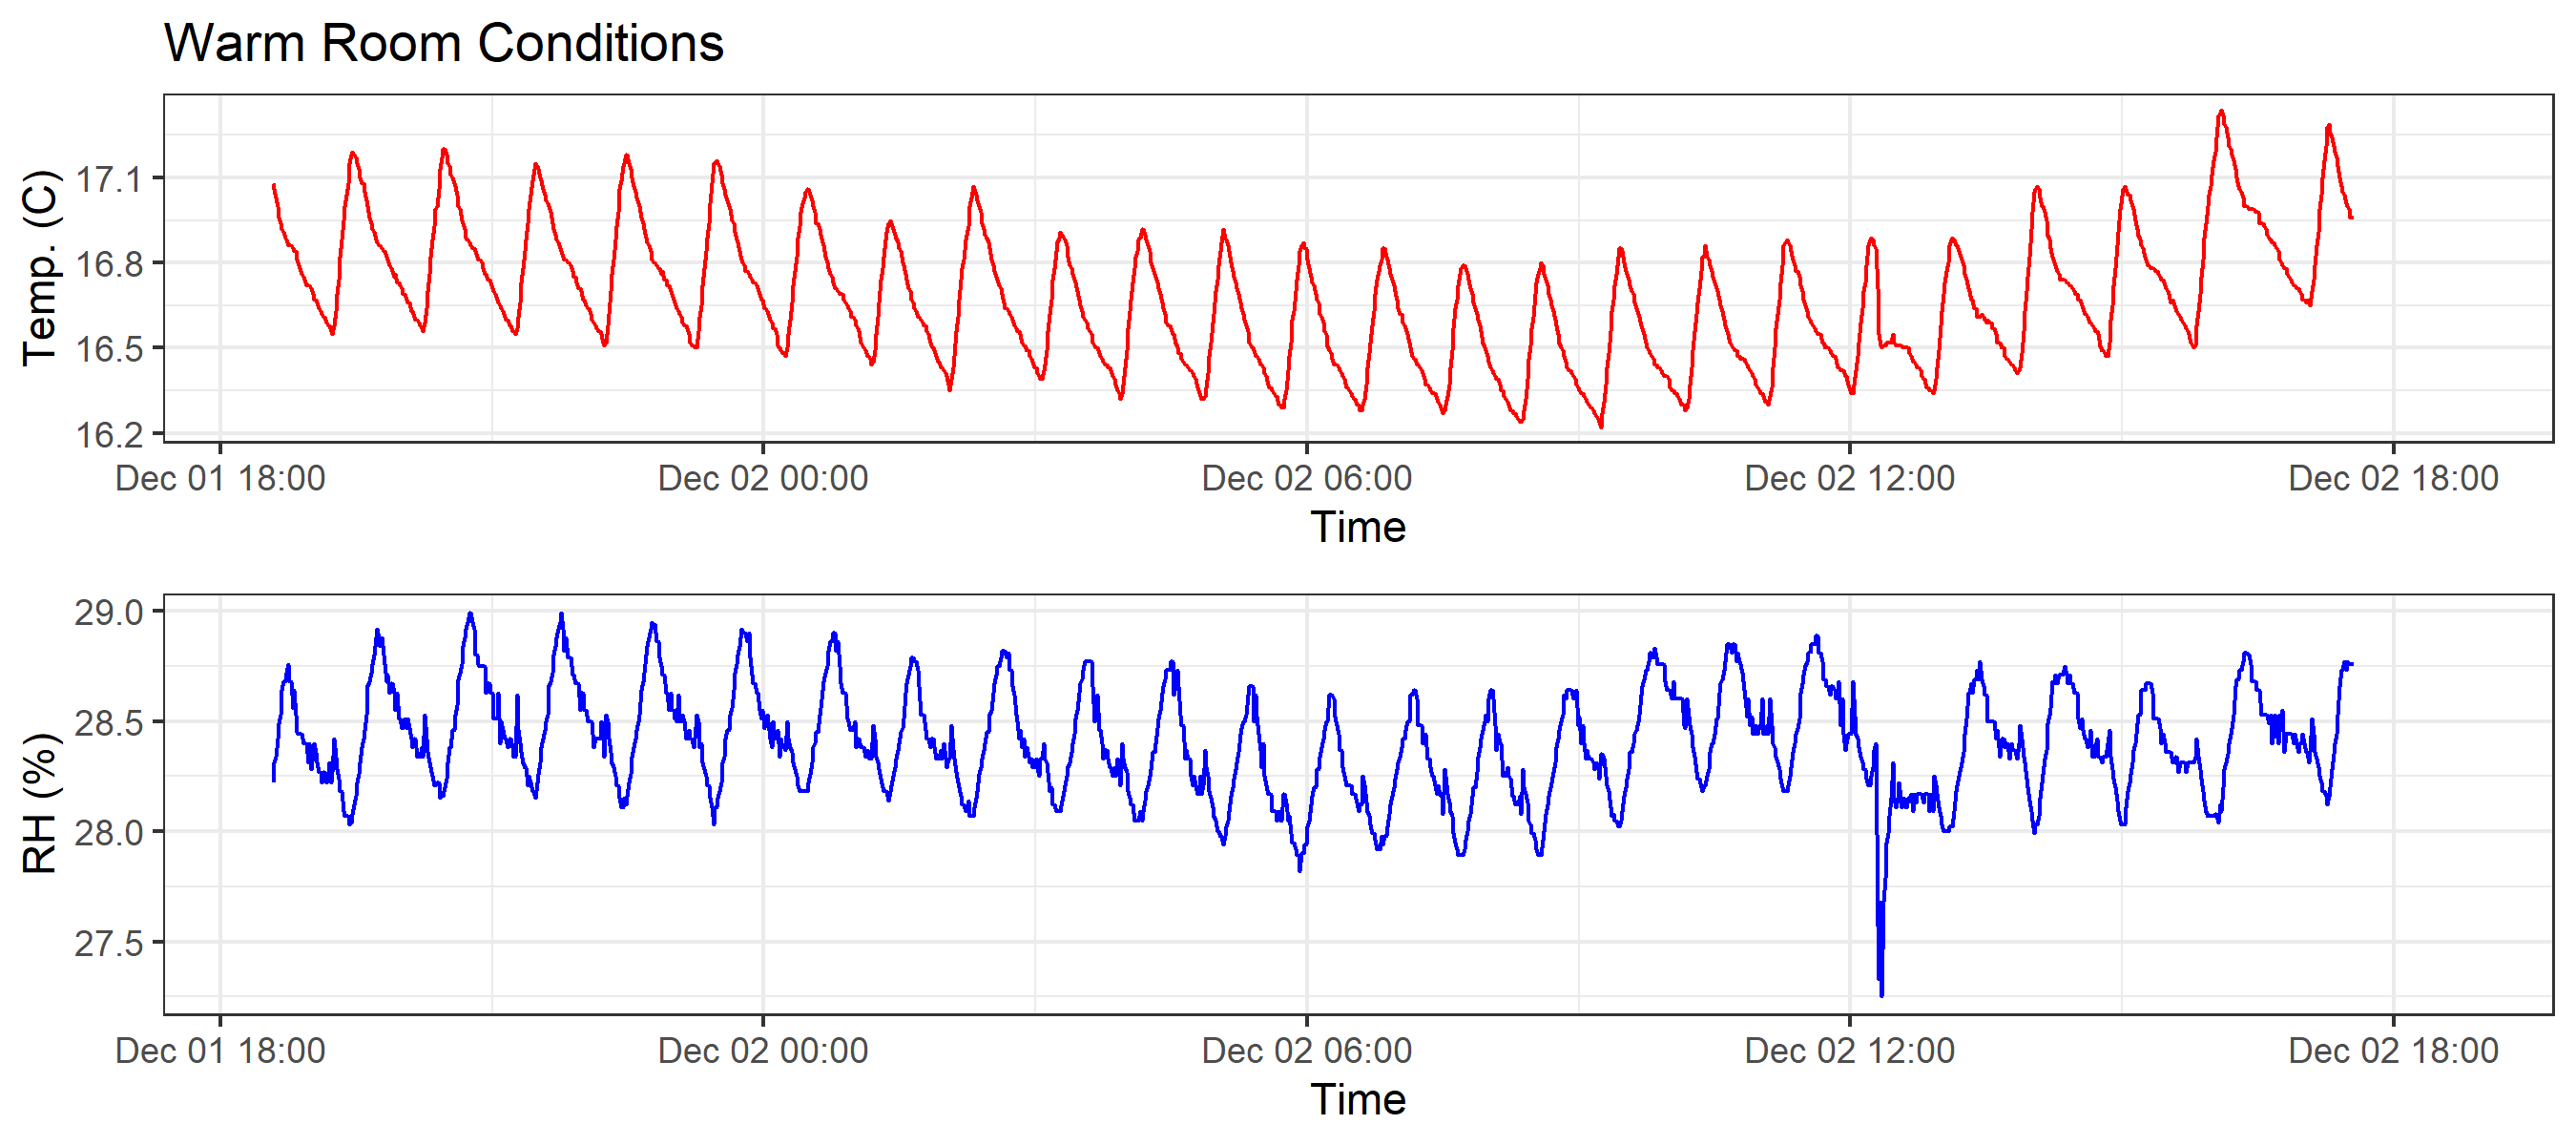 Warm Room Conditions
Temp. (C)
17.1
16.8
16.5
16.2
Dec 01 18:00 Dec 02 00:00 Dec 02 06:00 Dec 02 12:00 Dec 02 18:00
Time
RH (%)
29.0
28.5
28.0
27.5
Dec 01 18:00 Dec 02 00:00 Dec 02 06:00 Dec 02 12:00 Dec 02 18:00
Time